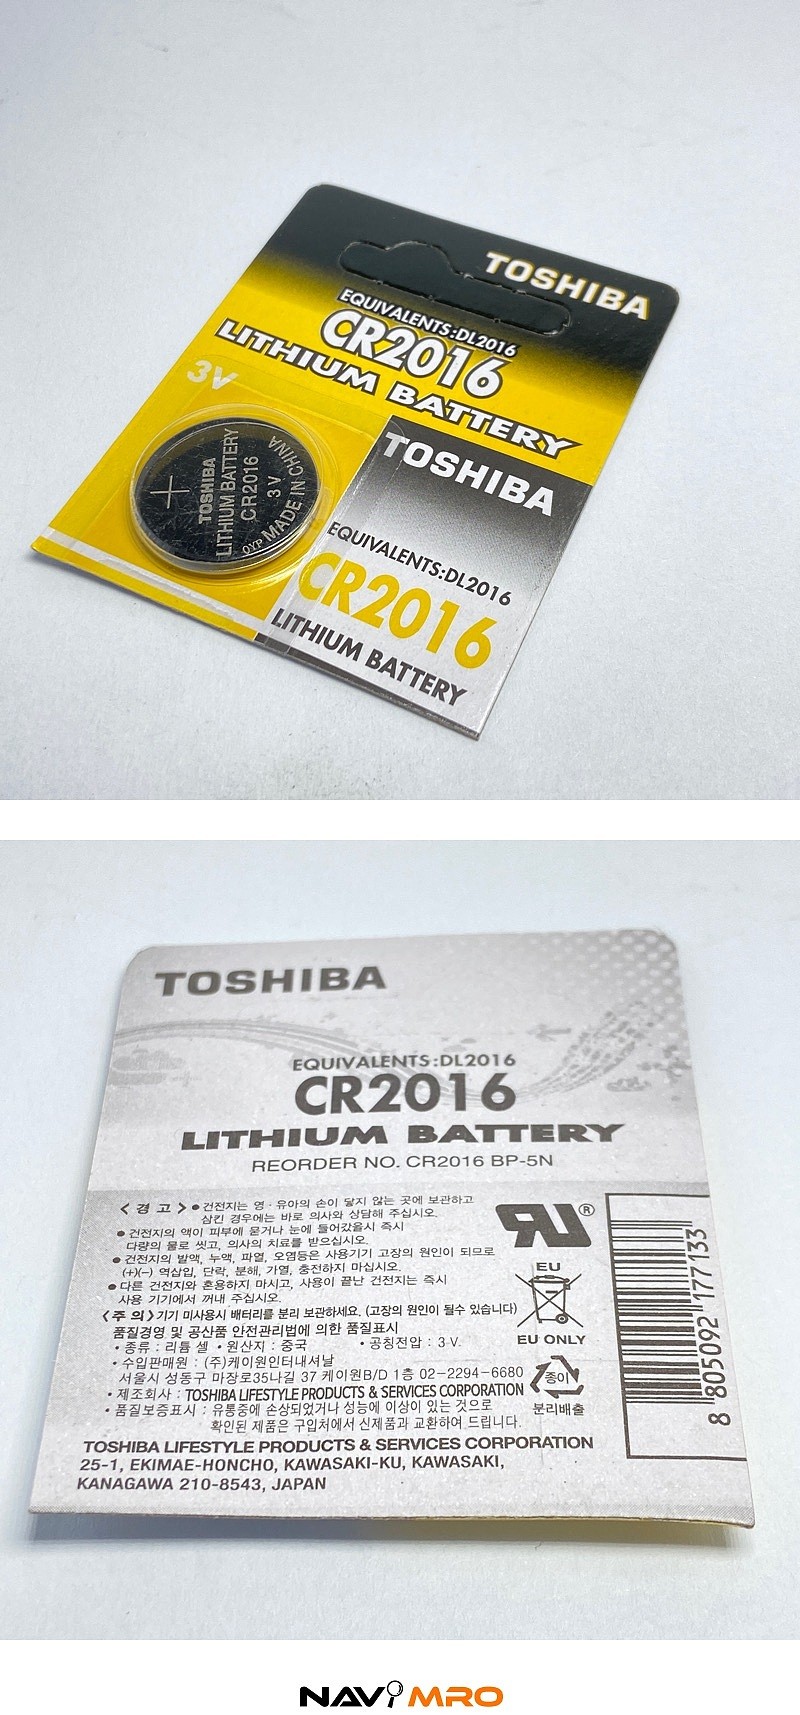 TOSHIBA
EQUIVALENTS:DL2016
CR2016
LITHIUM BATTERY
3V
TOSHIBA
LITHIUM BATTERY
CR2016
3V
MADE IN CHINA
OYP
TOSHIBA
EQUIVALENTS:DL2016
CR2016
LITHIUM BATTERY
TOSHIBA
EQUIVALENTS:DL2016
CR2016
LITHIUM BATTERY
REORDER NO. CR2016 BP-5N
<경 고> ●건전지는 영·유아의 손이 닿지 않는 곳에 보관하고
삼킨 경우에는 바로 의사와 상담해 주십시오.
●건전지의 액이 피부에 묻거나 눈에 들어갔을시 즉시
다량의 물로 씻고, 의사의 치료를 받으십시오.
●건전지의 발액, 누액, 파열, 오염등은 사용기기 고장의 원인이 되므로
(+)(-) 역삽입, 단락, 분해, 가열, 충전하지 마십시오.
●다른 건전지와 혼용하지 마시고, 사용이 끝난 건전지는 즉시
사용 기기에서 꺼내 주십시오.
<주 의> 기기 미사용시 배터리를 분리 보관하세요. (고장의 원인이 될수 있습니다)
품질경영 및 공산품 안전관리법에 의한 품질표시
•종류 : 리튬 셀 •원산지 : 중국 •공칭전압 : 3 V.
•수입판매원 : (주)케이원인터내셔날
서울시 성동구 마장로35나길 37 케이원B/D 1층 02-2294-6680
•제조회사 : TOSHIBA LIFESTYLE PRODUCTS & SERVICES CORPORATION
•품질보증표시 : 유통중에 손상되었거나 성능에 이상이 있는 것으로
확인된 제품은 구입처에서 신제품과 교환하여 드립니다.
TOSHIBA LIFESTYLE PRODUCTS & SERVICES CORPORATION
25-1, EKIMAE-HONCHO, KAWASAKI-KU, KAWASAKI,
KANAGAWA 210-8543, JAPAN
RU®
EU
EU ONLY
종이
분리배출
8 805092 177133
NAVI MRO